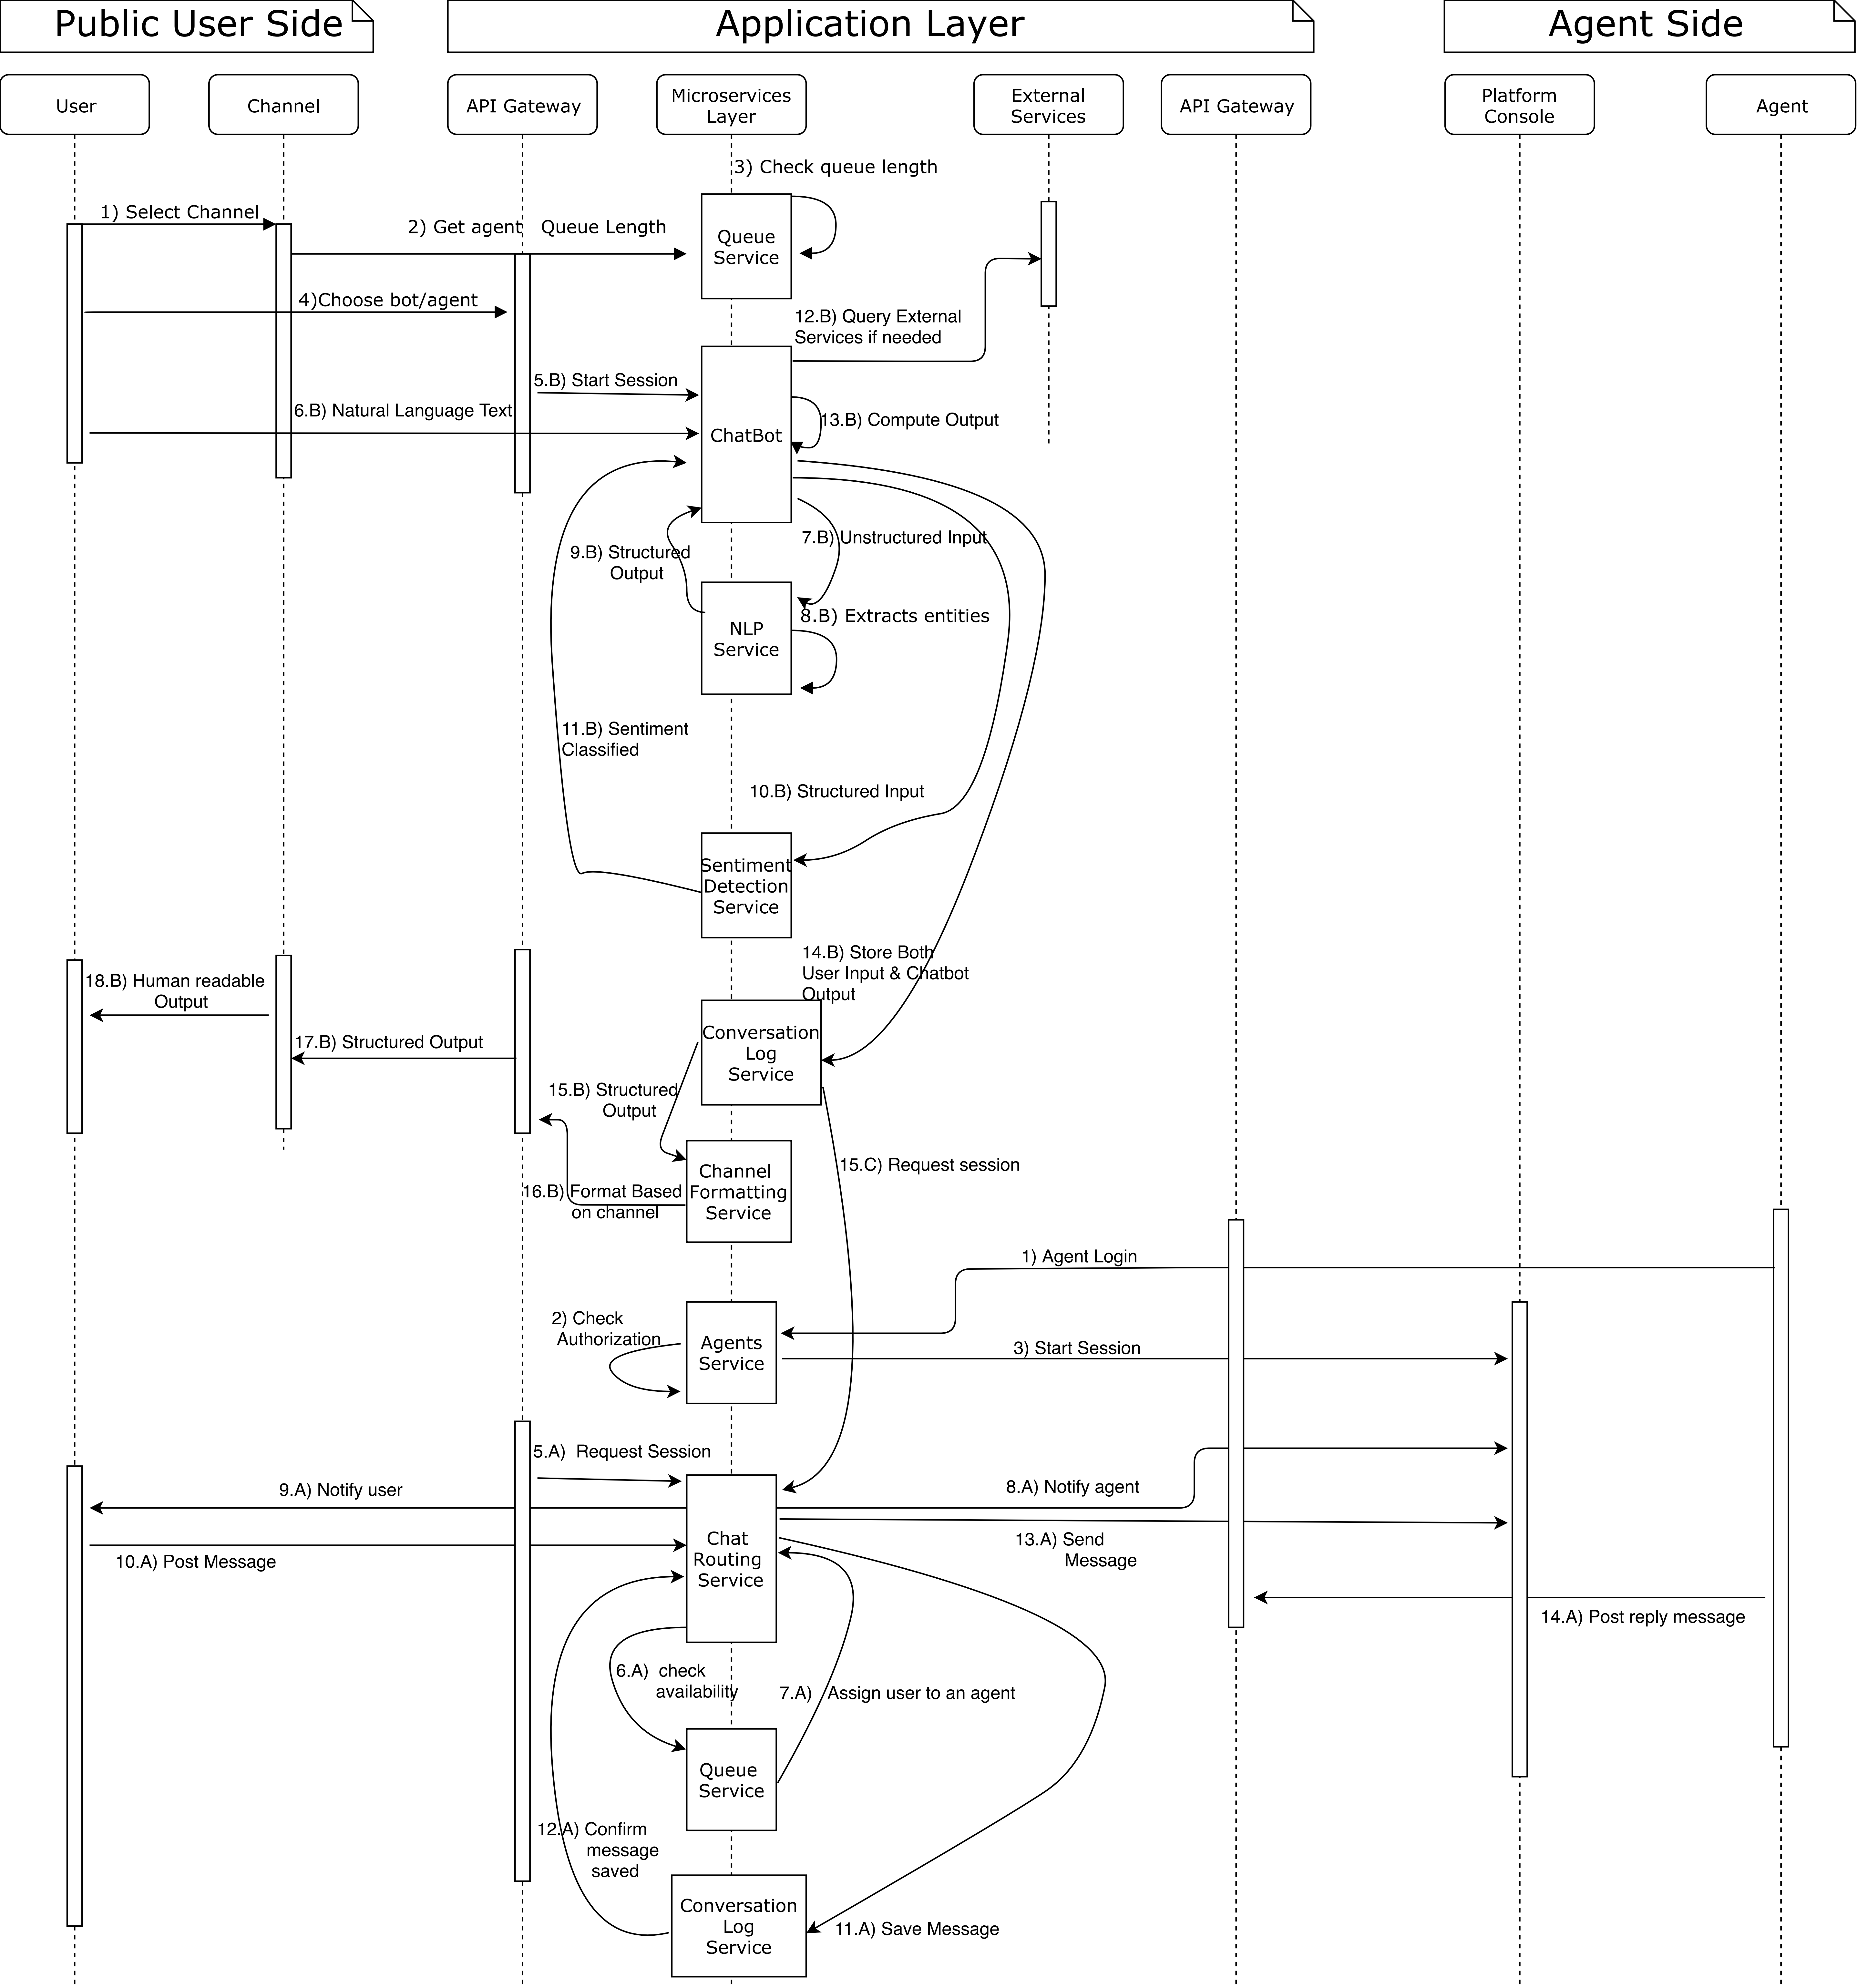 Public User Side
Application Layer
Agent Side
User
Channel
API Gateway
Microservices
Layer
External
Services
API Gateway
Platform
Console
Agent
3) Check queue length
1) Select Channel
2) Get agent   Queue Length
Queue
Service
4)Choose bot/agent
12.B) Query External
Services if needed
5.B) Start Session
6.B) Natural Language Text
13.B) Compute Output
ChatBot
7.B) Unstructured Input
9.B) Structured
Output
8.B) Extracts entities
NLP
Service
11.B) Sentiment
Classified
10.B) Structured Input
Sentiment
Detection
Service
14.B) Store Both
User Input & Chatbot
Output
18.B) Human readable
Output
17.B) Structured Output
Conversation
Log
Service
15.B) Structured
Output
15.C) Request session
Channel
Formatting
Service
16.B) Format Based
on channel
1) Agent Login
2) Check
Authorization
Agents
Service
3) Start Session
5.A)  Request Session
9.A) Notify user
8.A) Notify agent
Chat
Routing
Service
13.A) Send
Message
10.A) Post Message
14.A) Post reply message
6.A)  check
availability
7.A)   Assign user to an agent
Queue
Service
12.A) Confirm
message
saved
Conversation
Log
Service
11.A) Save Message